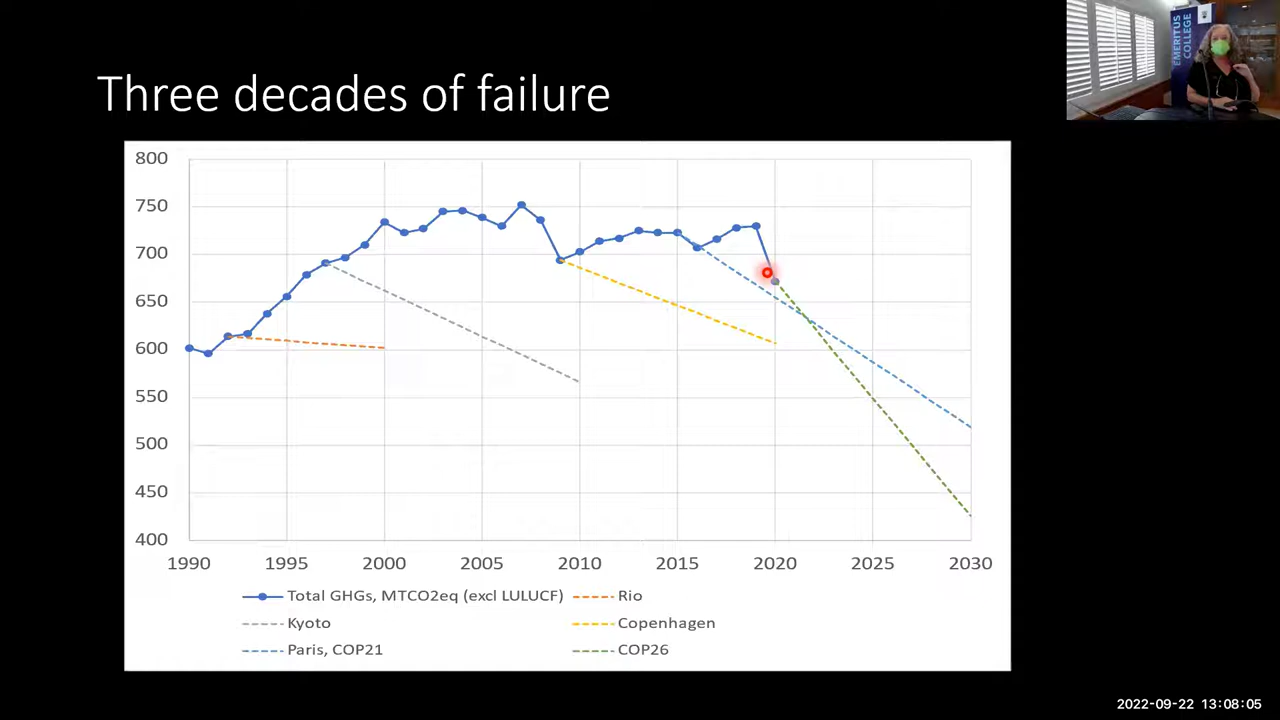 EMERITUS
COLLEGE
Three decades of failure
800
750
700
650
600
550
500
450
400
1990 1995 2000 2005 2010 2015 2020 2025 2030
Total GHGs, MTCO2eq (excl LULUCF) Rio
Kyoto Copenhagen
Paris, COP21 COP26
2022-09-22 13:08:05